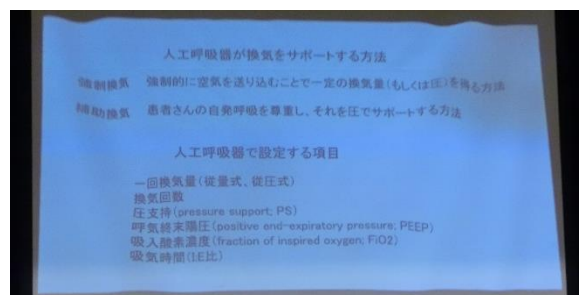 人工呼吸器が換気をサポートする方法
強制換気 強制的に空気を送り込むことで一定の換気量(もしくは圧)を得る方法
補助換気 患者さんの自発呼吸を尊重し、それを圧でサポートする方法
人工呼吸器で設定する項目
一回換気量(従量式、従圧式)
換気回数
圧支持(pressure support; PS)
呼気終末陽圧(positive end-expiratory pressure; PEEP)
吸入酸素濃度(fraction of inspired oxygen; FiO2)
吸気時間(I:E比)